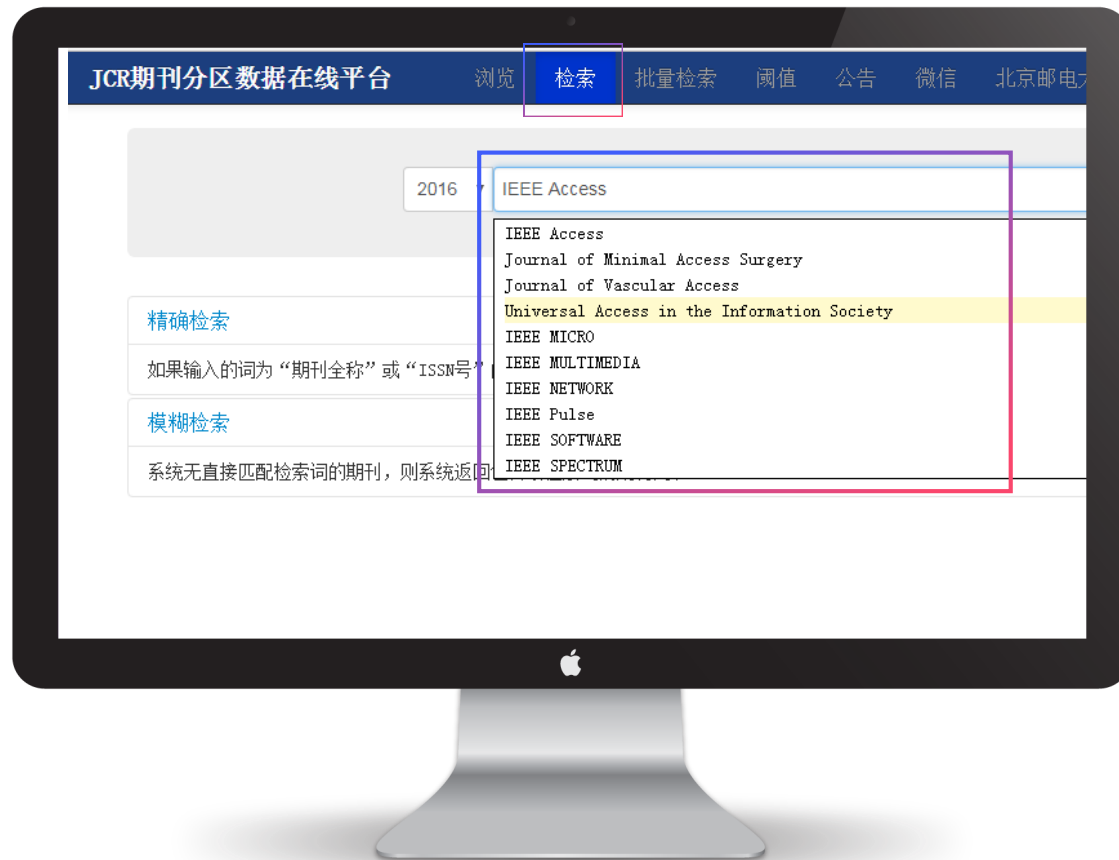 JCR期刊分区数据在线平台 浏览 检索 批量检索 阈值 公告 微信 北京邮电
2016 IEEE Access
IEEE Access
Journal of Minimal Access Surgery
Journal of Vascular Access
Universal Access in the Information Society
IEEE MICRO
IEEE MULTIMEDIA
IEEE NETWORK
IEEE Pulse
IEEE SOFTWARE
IEEE SPECTRUM
精确检索
如果输入的词为“期刊全称”或“ISSN号”
模糊检索
系统无直接匹配检索词的期刊，则系统返回